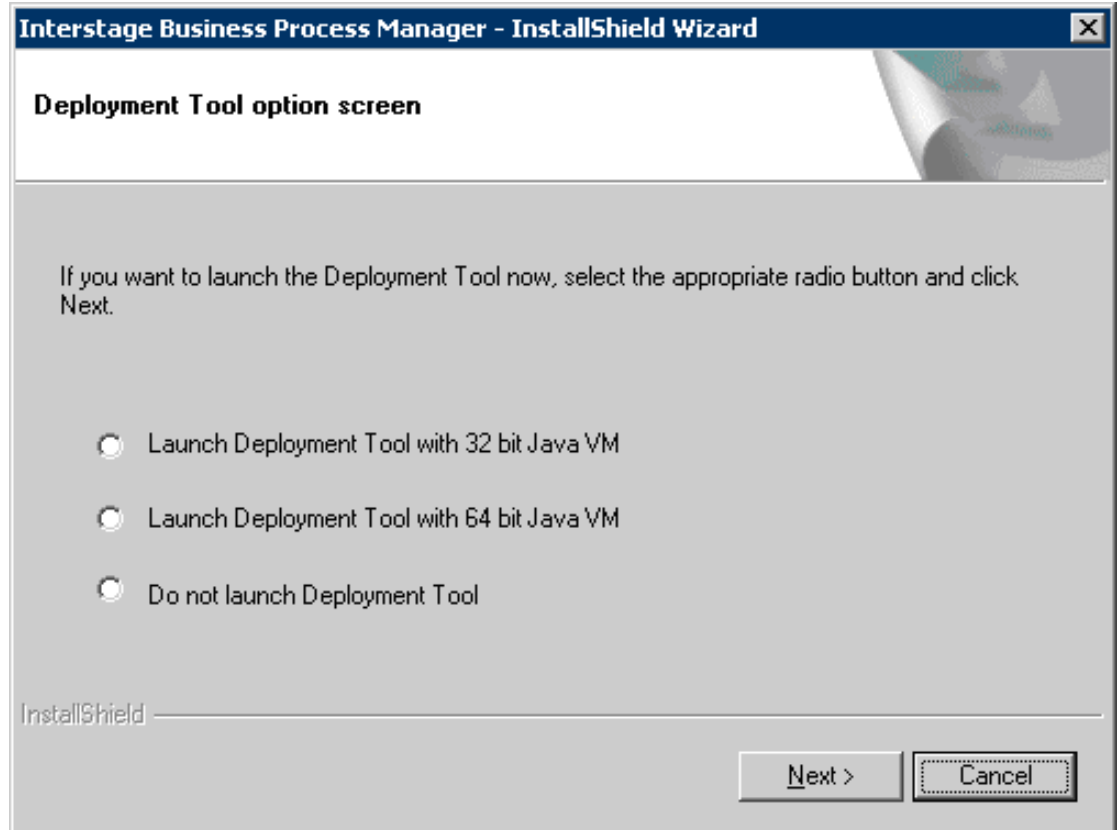 Interstage Business Process Manager - InstallShield Wizard
Deployment Tool option screen
If you want to launch the Deployment Tool now, select the appropriate radio button and click
Next.
Launch Deployment Tool with 32 bit Java VM
Launch Deployment Tool with 64 bit Java VM
Do not launch Deployment Tool
InstallShield
Next >
Cancel